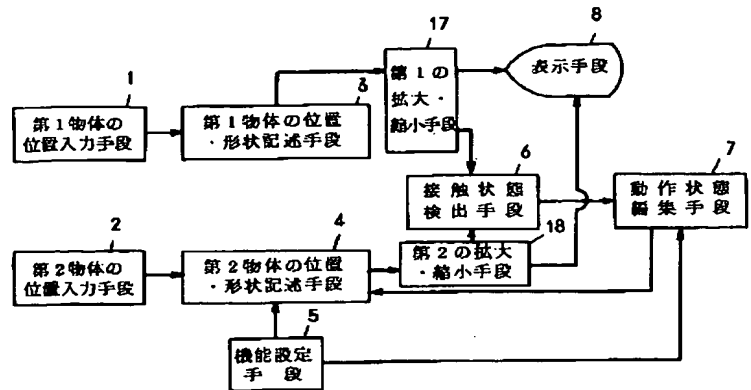 1
第1物体の
位置入力手段
3
第1物体の位置
・形状記述手段
17
第1の
拡大・
縮小手段
8
表示手段
6
接触状態
検出手段
7
動作状態
編集手段
2
第2物体の
位置入力手段
4
第2物体の位置
・形状記述手段
18
第2の拡大
・縮小手段
5
機能設定
手段